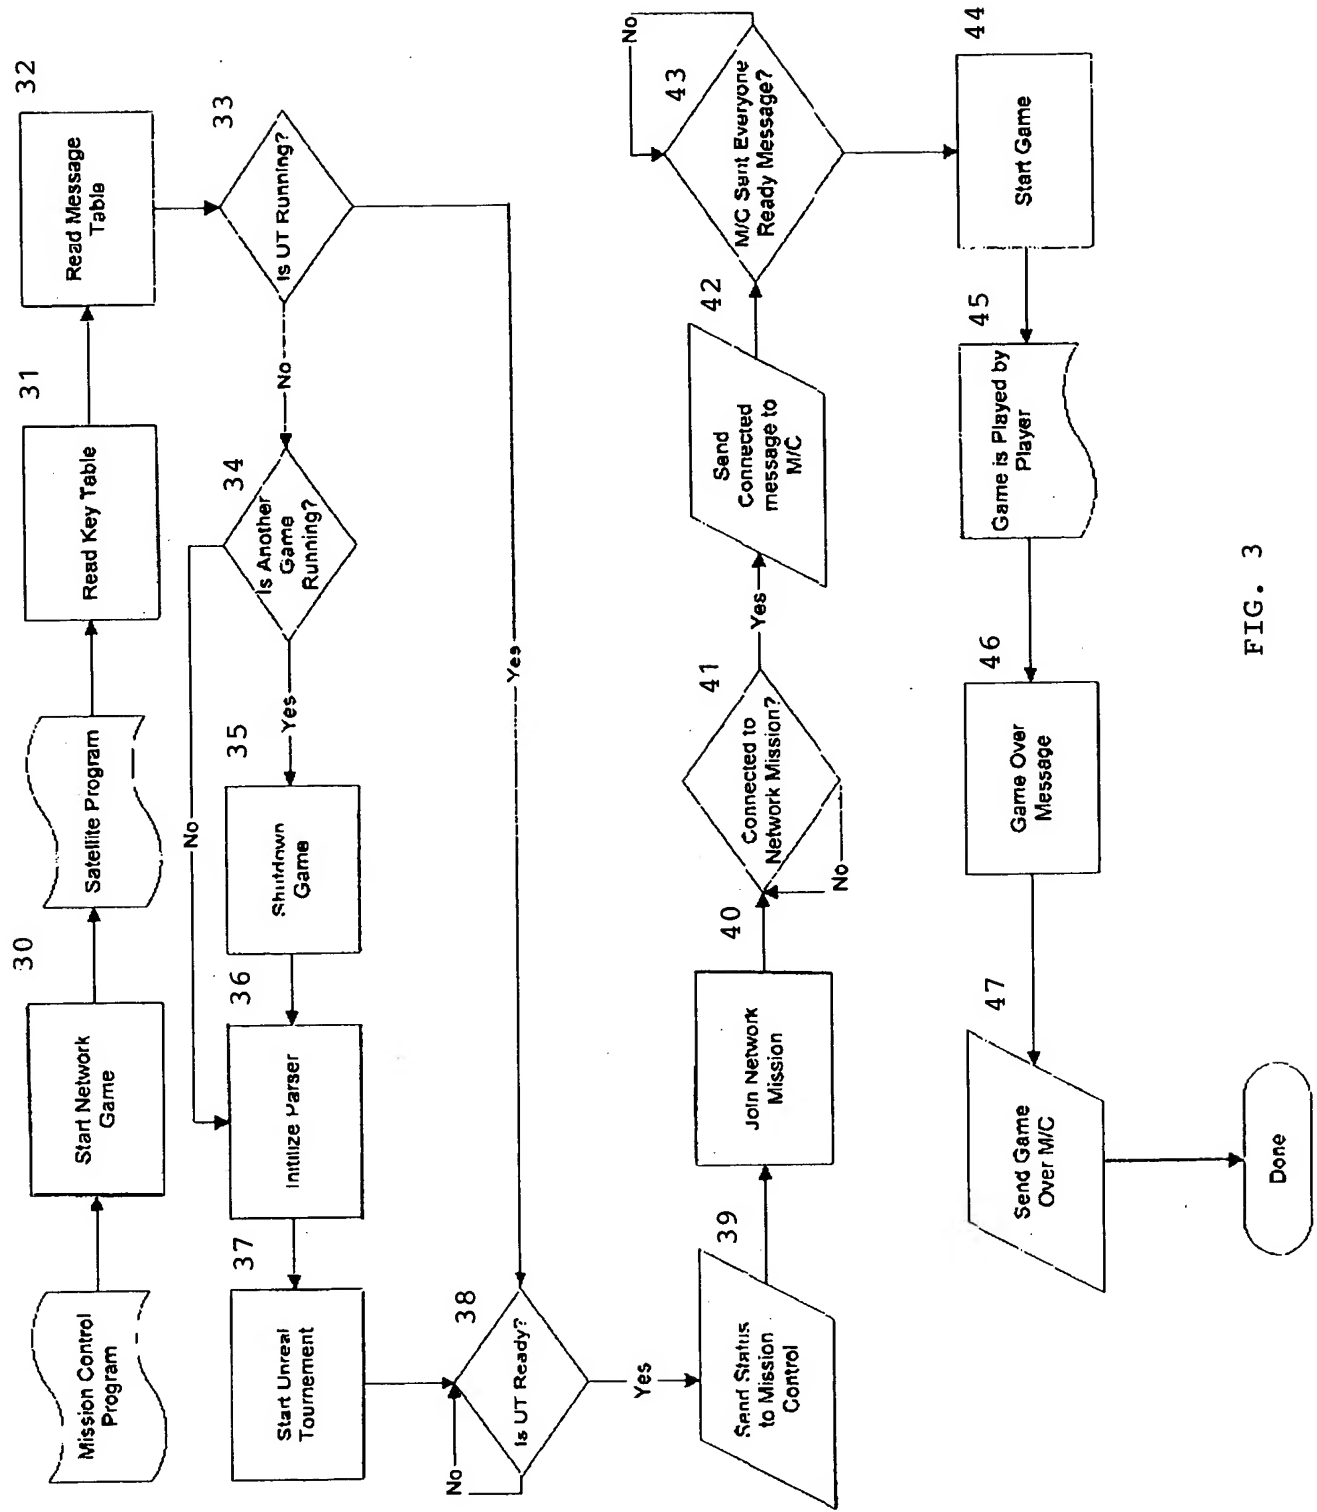 Mission Control
Program
30
Start Network
Game
Satellite Program
31
Read Key Table
32
Read Message
Table
33
Is UT Running?
No
Yes
34
Is Another
Game
Running?
No
Yes
35
Shutdown
Game
36
Initilize Parser
37
Start Unreal
Tournement
38
Is UT Ready?
No
Yes
39
Send Status
to Mission
Control
40
Join Network
Mission
41
Connected to
Network Mission?
No
Yes
42
Send
Connected
message to
M/C
43
M/C Sent Everyone
Ready Message?
No
44
Start Game
45
Game is Played by
Player
46
Game Over
Message
47
Send Game
Over M/C
Done
FIG. 3